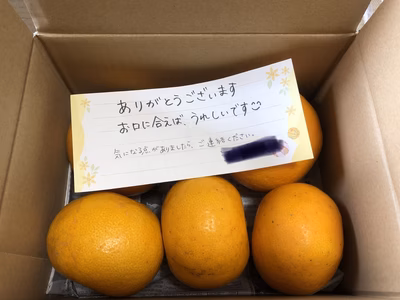 ありがとうございます
お口に合えば、うれしいです
気になる点がありましたら、ご連絡ください。